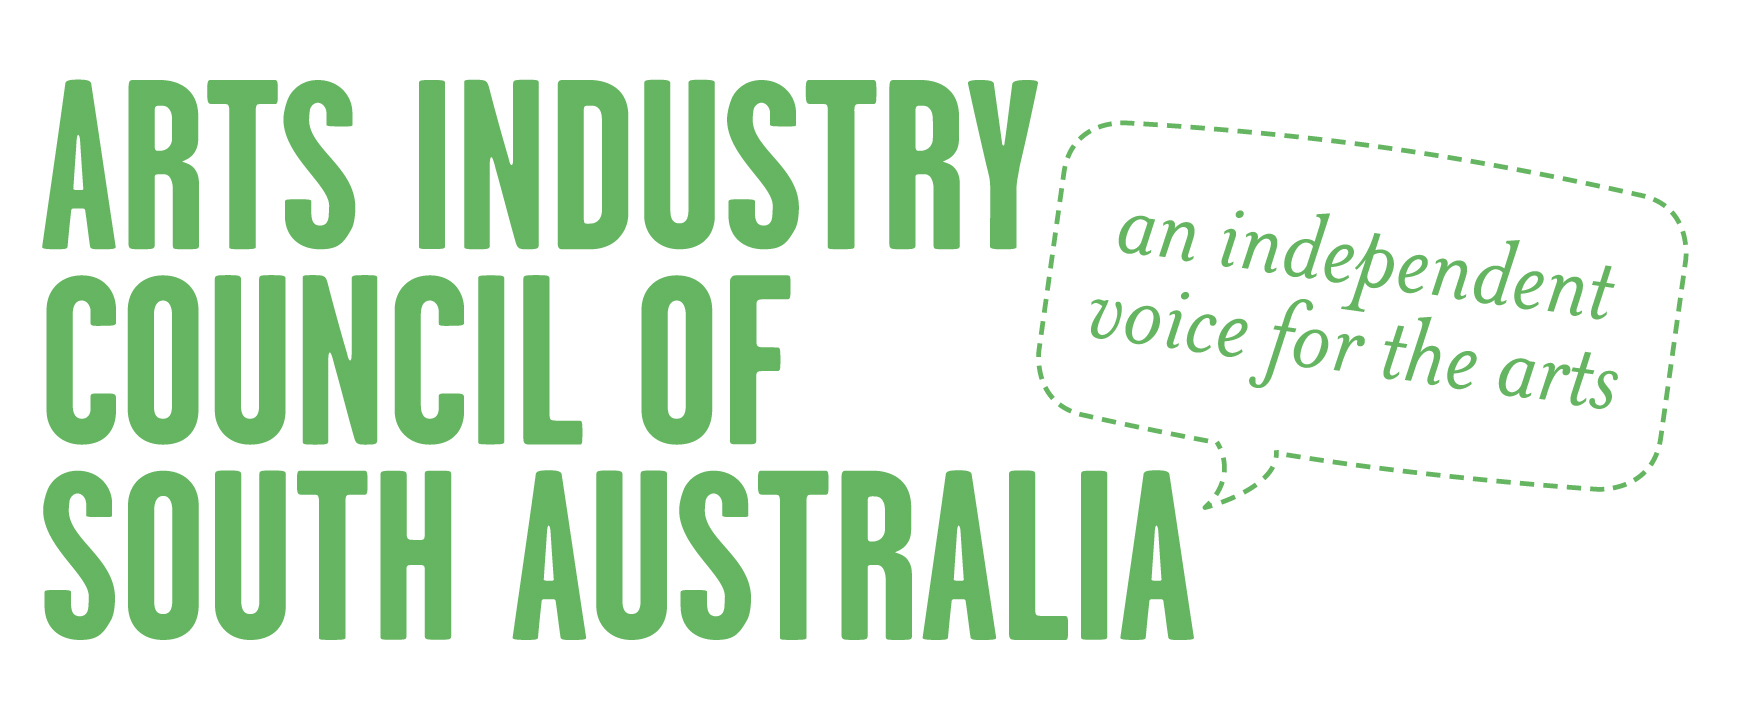 ARTS INDUSTRY
COUNCIL OF
SOUTH AUSTRALIA
an independent
voice for the arts